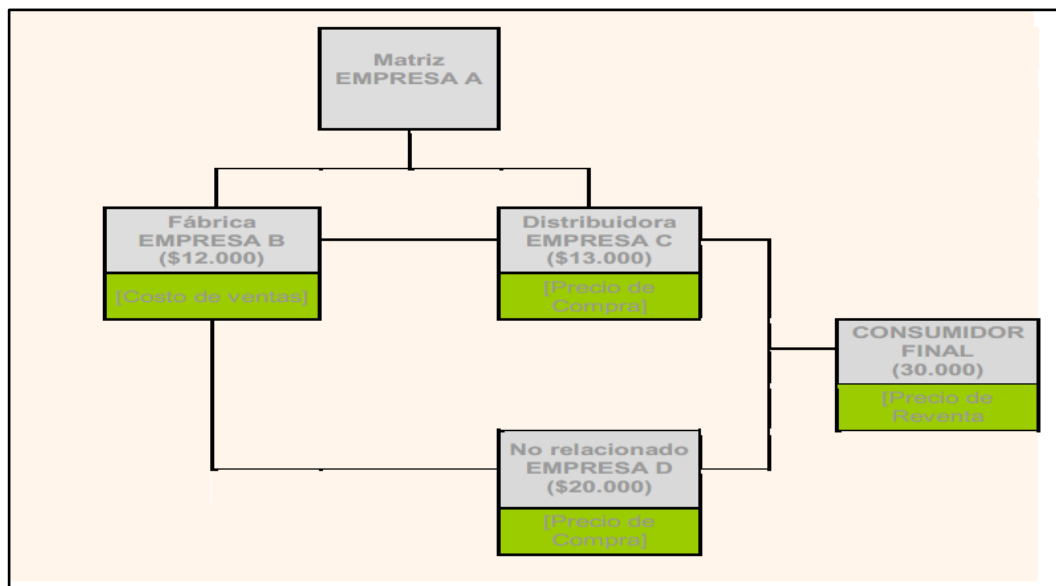 Matriz
EMPRESA A
Fábrica
EMPRESA B
($12.000)
[Costo de ventas]
Distribuidora
EMPRESA C
($13.000)
[Precio de
Compra]
CONSUMIDOR
FINAL
(30.000)
[Precio de
Reventa
No relacionado
EMPRESA D
($20.000)
[Precio de
Compra]